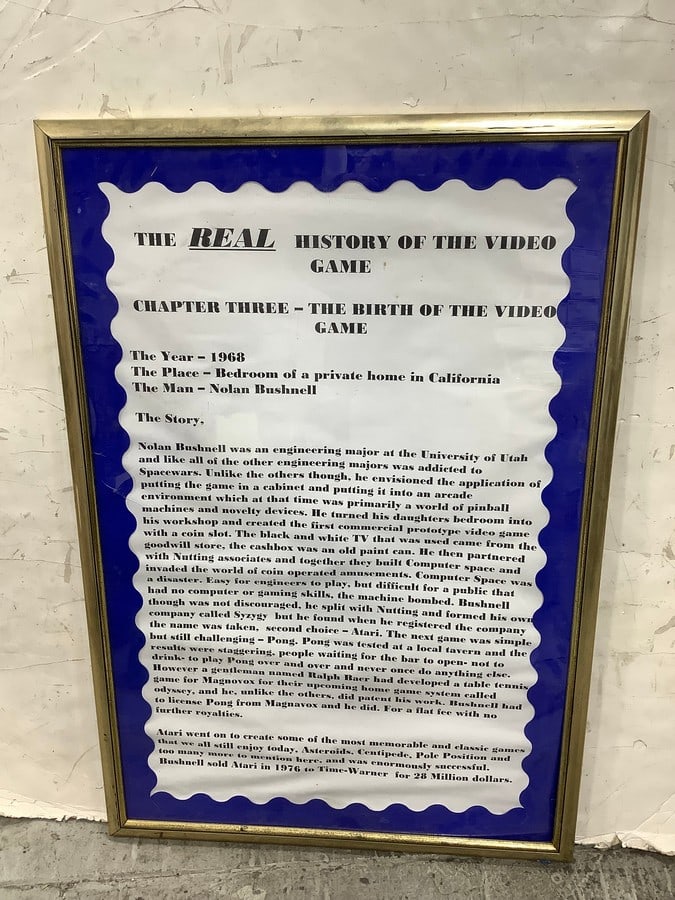 THE REAL HISTORY OF THE VIDEO
GAME
CHAPTER THREE – THE BIRTH OF THE VIDEO
GAME
The Year – 1968
The Place – Bedroom of a private home in California
The Man – Nolan Bushnell
The Story,
Nolan Bushnell was an engineering major at the University of Utah
and like all of the other engineering majors was addicted to
Spacewars. Unlike the others though, he envisioned the application of
putting the game in a cabinet and putting it into an arcade
environment which at that time was primarily a world of pinball
machines and novelty devices. He turned his daughters bedroom into
his workshop and created the first commercial prototype video game
with a coin slot. The black and white TV that was used came from the
goodwill store, the cashbox was an old paint can. He then partnered
with Nutting associates and together they built Computer space and
invaded the world of coin operated amusements. Computer Space was
a disaster. Easy for engineers to play, but difficult for a public that
had no computer or gaming skills, the machine bombed. Bushnell
though was not discouraged, he split with Nutting and formed his own
company called Syzygy but he found when he registered the company
the name was taken, second choice – Atari. The next game was simple
but still challenging – Pong. Pong was tested at a local tavern and the
results were staggering, people waiting for the bar to open- not to
drink- to play Pong over and over and never once do anything else.
However a gentleman named Ralph Baer had developed a table tennis
game for Magnovox for their upcoming home game system called
odyssey, and he, unlike the others, did patent his work. Bushnell had
to license Pong from Magnavox and he did. For a flat fee with no
further royalties.
Atari went on to create some of the most memorable and classic games
that we all still enjoy today, Asteroids, Centipede, Pole Position and
too many more to mention here, and was enormously successful.
Bushnell sold Atari in 1976 to Time-Warner for 28 Million dollars.